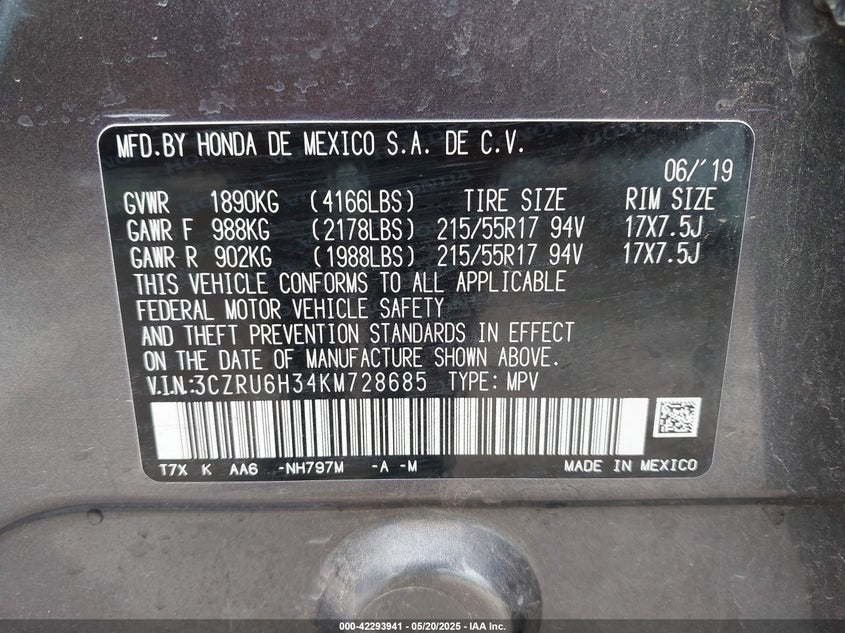 MFD.BY HONDA DE MEXICO S.A. DE C.V.
06/'19
GVWR 1890KG (4166LBS) TIRE SIZE RIM SIZE
GAWR F 988KG (2178LBS) 215/55R17 94V 17X7.5J
GAWR R 902KG (1988LBS) 215/55R17 94V 17X7.5J
THIS VEHICLE CONFORMS TO ALL APPLICABLE
FEDERAL MOTOR VEHICLE SAFETY
AND THEFT PREVENTION STANDARDS IN EFFECT
ON THE DATE OF MANUFACTURE SHOWN ABOVE.
V.I.N.:3CZRU6H34KM728685 TYPE: MPV
T7X K AA6 -NH797M -A -M MADE IN MEXICO
000-42293941 - 05/20/2025 - IAA Inc.